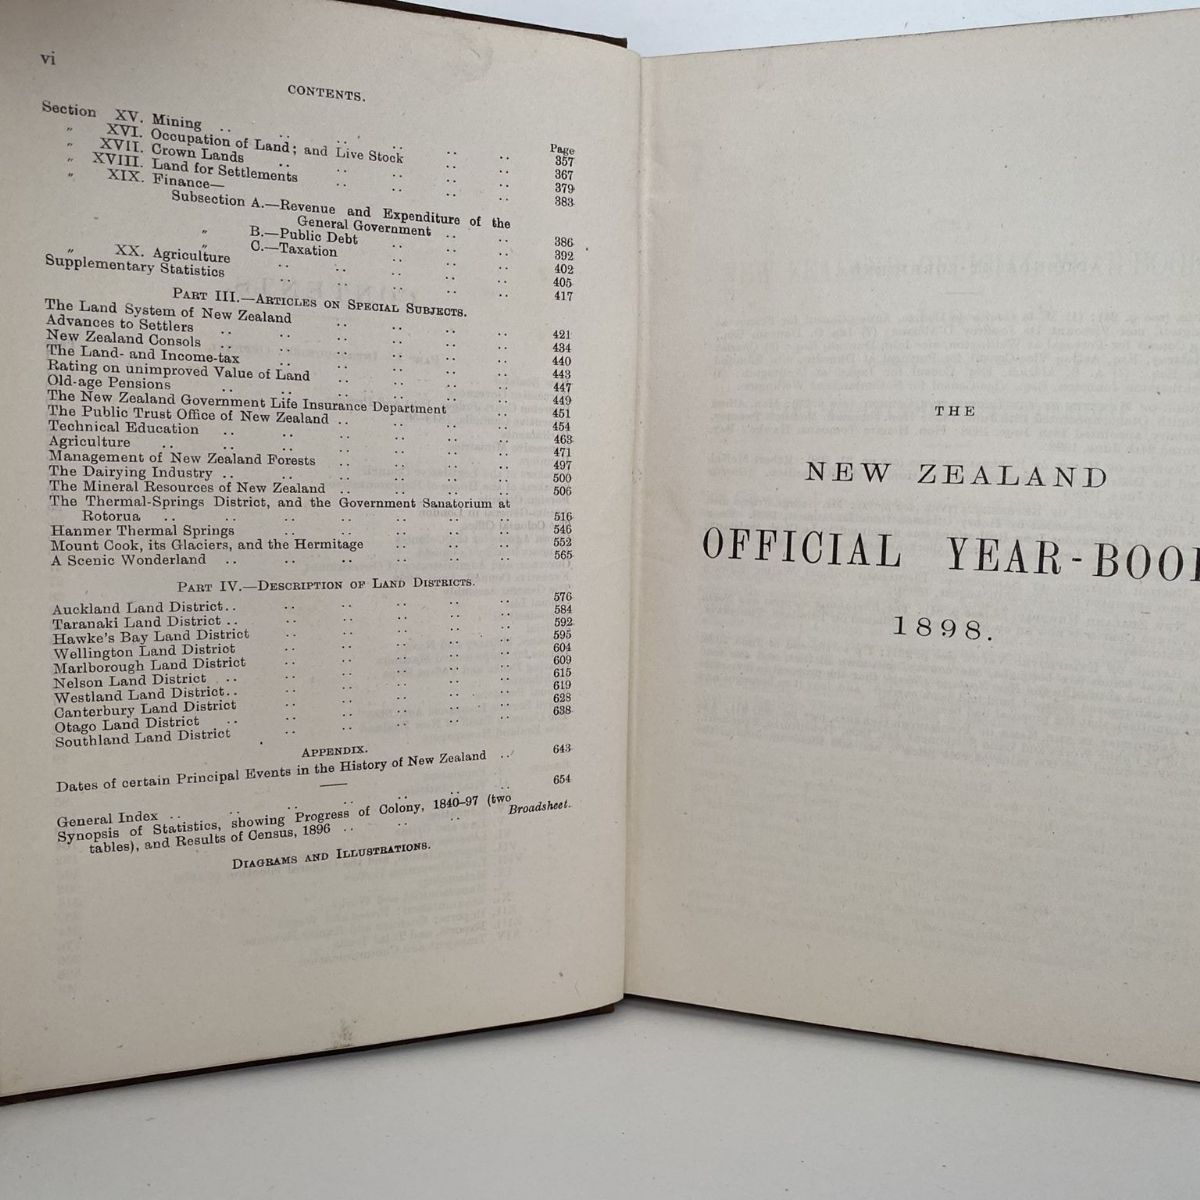 vi
CONTENTS.
Page
Section XV. Mining .. .. .. .. .. .. 357
" XVI. Occupation of Land; and Live Stock .. .. 367
" XVII. Crown Lands .. .. .. .. .. 379
" XVIII. Land for Settlements .. .. .. .. 383
" XIX. Finance—
Subsection A.—Revenue and Expenditure of the
General Government .. .. 386
" B.—Public Debt .. .. .. 392
" C.—Taxation .. .. .. 402
" XX. Agriculture .. .. .. .. .. 405
Supplementary Statistics .. .. .. .. .. 417
Part III.—Articles on Special Subjects.
The Land System of New Zealand .. .. .. .. 421
Advances to Settlers .. .. .. .. .. 434
New Zealand Consols .. .. .. .. .. 440
The Land- and Income-tax .. .. .. .. .. 443
Rating on unimproved Value of Land .. .. .. .. 447
Old-age Pensions .. .. .. .. .. .. 449
The New Zealand Government Life Insurance Department .. 451
The Public Trust Office of New Zealand .. .. .. .. 454
Technical Education .. .. .. .. .. .. 463
Agriculture .. .. .. .. .. .. 471
Management of New Zealand Forests .. .. .. .. 497
The Dairying Industry .. .. .. .. .. .. 500
The Mineral Resources of New Zealand .. .. .. .. 506
The Thermal-Springs District, and the Government Sanatorium at
Rotorua .. .. .. .. .. .. .. 516
Hanmer Thermal Springs .. .. .. .. .. 546
Mount Cook, its Glaciers, and the Hermitage .. .. .. 552
A Scenic Wonderland .. .. .. .. .. .. 565
Part IV.—Description of Land Districts.
Auckland Land District .. .. .. .. .. .. 576
Taranaki Land District .. .. .. .. .. .. 584
Hawke's Bay Land District .. .. .. .. .. 592
Wellington Land District .. .. .. .. .. 595
Marlborough Land District .. .. .. .. .. 604
Nelson Land District .. .. .. .. .. .. 609
Westland Land District .. .. .. .. .. .. 615
Canterbury Land District .. .. .. .. .. 619
Otago Land District .. .. .. .. .. .. 628
Southland Land District .. .. .. .. .. 638
Appendix.
Dates of certain Principal Events in the History of New Zealand .. 643
General Index .. .. .. .. .. .. .. 654
Synopsis of Statistics, showing Progress of Colony, 1840-97 (two
tables), and Results of Census, 1896 .. .. .. Broadsheet.
Diagrams and Illustrations.
THE
NEW ZEALAND
OFFICIAL YEAR-BOO
1898.